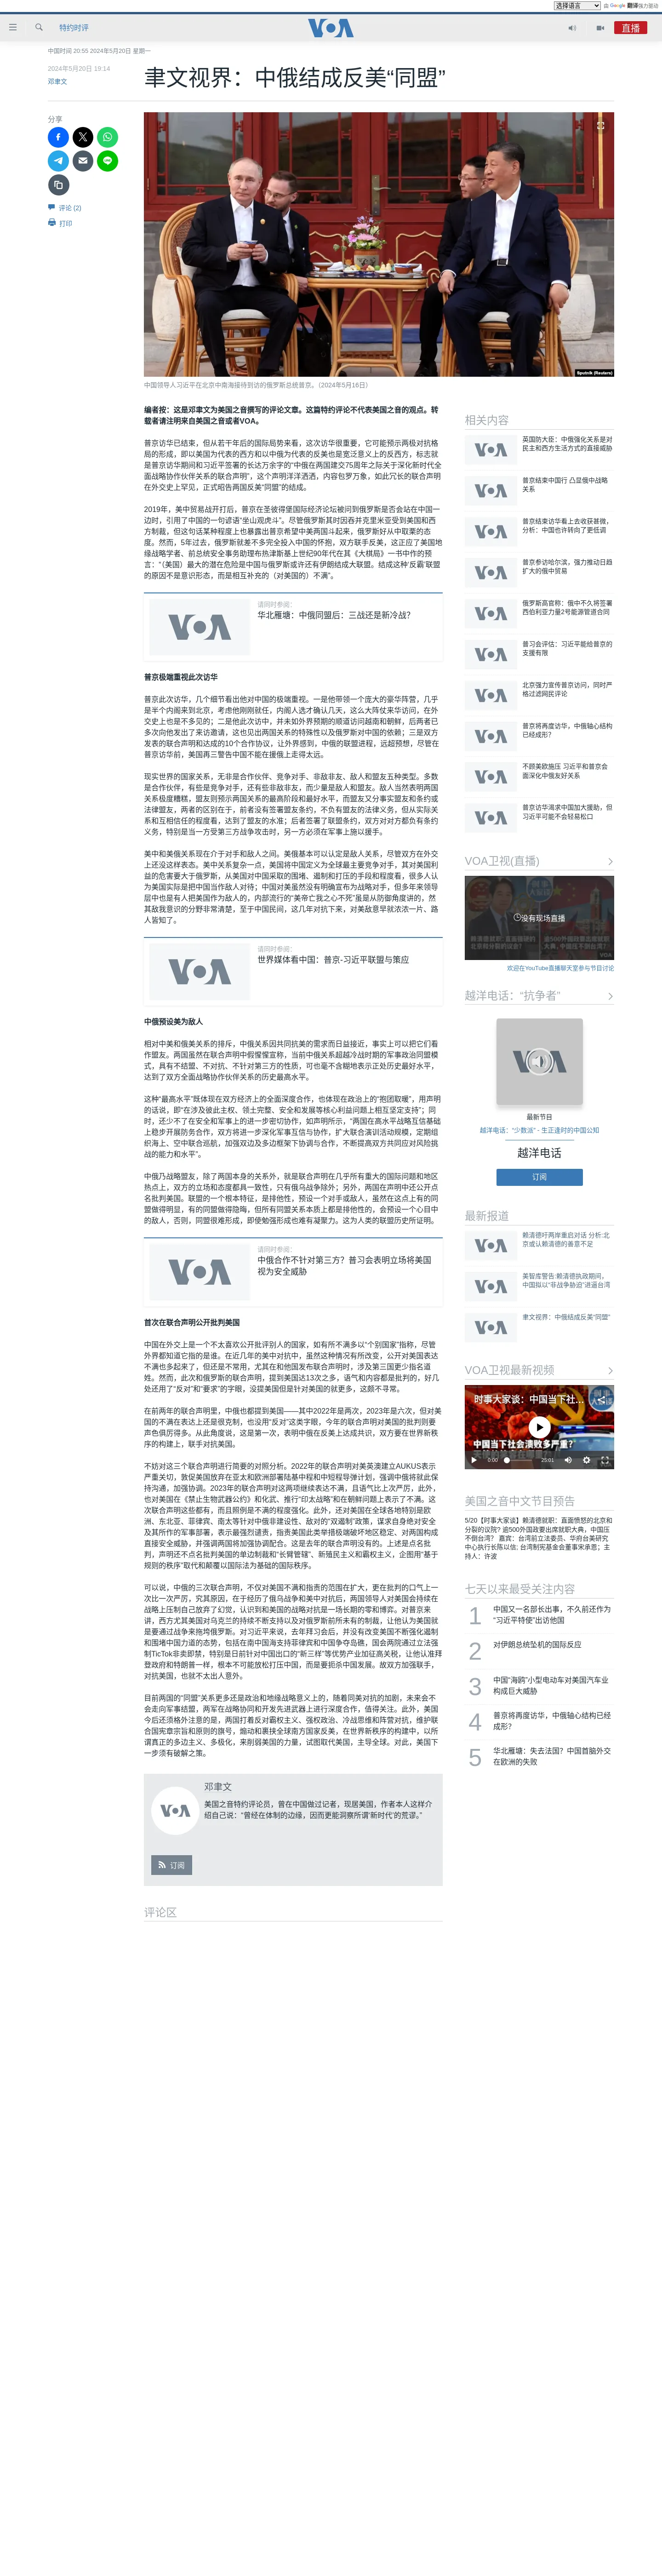 选择语言
由 Google 翻译强力驱动
特约时评
VOA
直播
中国时间 20:55 2024年5月20日 星期一
2024年5月20日 19:14
邓聿文
聿文视界：中俄结成反美“同盟”
分享
评论 (2)
打印
Sputnik (Reuters)
中国领导人习近平在北京中南海接待到访的俄罗斯总统普京。（2024年5月16日）
编者按：这是邓聿文为美国之音撰写的评论文章。这篇特约评论不代表美国之音的观点。转
载者请注明来自美国之音或者VOA。
普京访华已结束，但从若干年后的国际局势来看，这次访华很重要，它可能预示两极对抗格
局的形成，即以美国为代表的西方和以中俄为代表的反美也是宽泛意义上的反西方，标志就
是普京访华期间和习近平签署的长达万余字的“中俄在两国建交75周年之际关于深化新时代全
面战略协作伙伴关系的联合声明”，这个声明洋洋洒洒，内容包罗万象，如此冗长的联合声明
在外交史上罕见，正式昭告两国反美“同盟”的结成。
2019年，美中贸易战开打后，普京在圣彼得堡国际经济论坛被问到俄罗斯是否会站在中国一
边时，引用了中国的一句谚语“坐山观虎斗”。尽管俄罗斯其时因吞并克里米亚受到美国和西
方制裁，但这句话某种程度上也暴露出普京希望中美两国斗起来，俄罗斯好从中取菜的本
意。然而，5年过去，俄罗斯就差不多完全投入中国的怀抱，双方联手反美，这正应了美国地
缘战略学者、前总统安全事务助理布热津斯基上世纪90年代在其《大棋局》一书中作的预
言：“（美国）最大的潜在危险是中国与俄罗斯或许还有伊朗结成大联盟。结成这种‘反霸’联盟
的原因不是意识形态，而是相互补充的（对美国的）不满”。
请同时参阅：
华北雁塘：中俄同盟后：三战还是新冷战？
普京极端重视此次访华
普京此次访华，几个细节看出他对中国的极端重视。一是他带领一个庞大的豪华阵营，几乎
是半个内阁来到北京，考虑他刚刚就任，内阁人选才确认几天，这么大阵仗来华访问，在外
交史上也是不多见的；二是他此次访中，并未如外界预期的顺道访问越南和朝鲜，后两者已
多次向他发出了来访邀请，这也见出两国关系的特殊性以及俄罗斯对中国的依赖；三是双方
发表的联合声明和达成的10个合作协议，让外界感到，中俄的联盟进程，远超预想，尽管在
普京访华前，美国再三警告中国不能在援俄上走得太远。
现实世界的国家关系，无非是合作伙伴、竞争对手、非敌非友、敌人和盟友五种类型。多数
是合作伙伴，有些是竞争对手，还有些非敌非友，而少量是敌人和盟友。敌人当然表明两国
关系极度糟糕，盟友则预示两国关系的最高阶段和最好水平，而盟友又分事实盟友和条约或
法律盟友，两者的区别在于，前者没有签署盟友条约，不负有盟友的法律义务，但从实际关
系和互相信任的程度看，达到了盟友的水准；后者签署了联盟条约，双方对对方都负有条约
义务，特别是当一方受第三方战争攻击时，另一方必须在军事上施以援手。
美中和美俄关系现在介于对手和敌人之间。美俄基本可以认定是敌人关系，尽管双方在外交
上还没这样表态。美中关系复杂一点，美国将中国定义为全球最主要竞争对手，其对美国利
益的危害要大于俄罗斯，从美国对中国采取的围堵、遏制和打压的手段和程度看，很多人认
为美国实际是把中国当作敌人对待；中国对美虽然没有明确宣布为战略对手，但多年来领导
层中也是有人把美国作为敌人的，内部流行的“美帝亡我之心不死”虽是从防御角度讲的，然
其敌我意识的分野非常清楚，至于中国民间，这几年对抗下来，对美敌意早就浓浓一片、路
人皆知了。
请同时参阅：
世界媒体看中国：普京-习近平联盟与策应
中俄预设美为敌人
相对中美和俄美关系的排斥，中俄关系因共同抗美的需求而日益接近，事实上可以把它们看
作盟友。两国虽然在联合声明中假惺惺宣称，当前中俄关系超越冷战时期的军事政治同盟模
式，具有不结盟、不对抗、不针对第三方的性质，可也毫不含糊地表示正处历史最好水平，
达到了双方全面战略协作伙伴关系的历史最高水平。
这种“最高水平”既体现在双方经济上的全面深度合作，也体现在政治上的“抱团取暖”，用声明
的话说，即“在涉及彼此主权、领土完整、安全和发展等核心利益问题上相互坚定支持”；同
时，还少不了在安全和军事上的进一步密切协作，如声明所示，“两国在高水平战略互信基础
上稳步开展防务合作，双方将进一步深化军事互信与协作，扩大联合演训活动规模，定期组
织海上、空中联合巡航，加强双边及多边框架下协调与合作，不断提高双方共同应对风险挑
战的能力和水平”。
中俄乃战略盟友，除了两国本身的关系外，就是联合声明在几乎所有重大的国际问题和地区
热点上，双方的立场和态度都具一致性，只有俄乌战争除外；另外，两国在声明中还公开点
名批判美国。联盟的一个根本特征，是排他性，预设一个对手或敌人，虽然在这点上有的同
盟做得明显，有的同盟做得隐晦，但所有同盟关系本质上都是排他性的，会预设一个心目中
的敌人，否则，同盟很难形成，即使勉强形成也难有凝聚力。这为人类的联盟历史所证明。
请同时参阅：
中俄合作不针对第三方？普习会表明立场将美国
视为安全威胁
首次在联合声明公开批判美国
中国在外交上是一个不太喜欢公开批评别人的国家，如有所不满多以“个别国家”指称，尽管
外界都知道它指的是谁。在近几年的美中对抗中，虽然这种情况有所改变，公开对美国表达
不满也多起来了，但还是不常用，尤其在和他国发布联合声明时，涉及第三国更少指名道
姓。然而，此次和俄罗斯的联合声明，提到美国达13次之多，语气和内容都是批判的，好几
处还用了“反对”和“要求”的字眼，没提美国但是针对美国的就更多，这颇不寻常。
在前两年的联合声明里，中俄也都提到美国——其中2022年是两次，2023年是六次，但对美
国的不满在表达上还是很克制，也没用“反对”这类字眼，今年的联合声明对美国的批判则要
声色俱厉得多。从此角度说，这是第一次，表明中俄在反美上达成共识，双方要在世界新秩
序的构建上，联手对抗美国。
不妨对这三个联合声明进行简要的对照分析。2022年的联合声明对美英澳建立AUKUS表示
严重关切，敦促美国放弃在亚太和欧洲部署陆基中程和中短程导弹计划，强调中俄将就此保
持沟通，加强协调。2023年的联合声明对这两项继续表达不满，且语气比上次严厉，此外，
也对美国在《禁止生物武器公约》和化武、推行“印太战略”和在朝鲜问题上表示了不满。这
次联合声明这些都有，而且照例是不满的程度强化。此外，还对美国在全球各地特别是在欧
洲、东北亚、菲律宾、南太等针对中俄非建设性、敌对的“双遏制”政策，谋求自身绝对安全
及其所作的军事部署，表示最强烈谴责，指责美国此类举措极端破坏地区稳定、对两国构成
直接安全威胁，并强调两国将加强协调配合。这是去年的联合声明没有的。上述是点名批
判，声明还不点名批判美国的单边制裁和“长臂管辖”、新殖民主义和霸权主义，企图用“基于
规则的秩序”取代和颠覆以国际法为基础的国际秩序。
可以说，中俄的三次联合声明，不仅对美国不满和指责的范围在扩大，更在批判的口气上一
次比一次严厉，究其原因，在于经历了俄乌战争和美中对抗后，两国领导人对美国会持续在
战略上压制自己放弃了幻觉，认识到和美国的战略对抗是一场长期的零和博弈。对普京来
讲，西方尤其美国对乌克兰的持续不断支持以及对俄罗斯前所未有的制裁，让他认为美国就
是要通过战争来拖垮俄罗斯。对习近平来说，去年拜习会后，并没有改变美国不断强化遏制
和围堵中国力道的态势，包括在南中国海支持菲律宾和中国争夺岛礁，国会两院通过立法强
制TicTok非卖即禁，特别是日前针对中国出口的“新三样”等优势产业加征高关税，让他认准拜
登政府和特朗普一样，根本不可能放松打压中国，而是要扼杀中国发展。故双方加强联手，
对抗美国，也就不太出人意外。
目前两国的“同盟”关系更多还是政治和地缘战略意义上的，随着同美对抗的加剧，未来会不
会走向军事结盟，两军在战略协同和开发先进武器上进行深度合作，值得关注。此外，美国
今后还须格外注意的是，两国打着反对霸权主义、强权政治、冷战思维和阵营对抗，维护联
合国宪章宗旨和原则的旗号，煽动和裹挟全球南方国家反美，在世界新秩序的构建中，以所
谓真正的多边主义、多极化，来削弱美国的力量，试图取代美国，主导全球。对此，美国下
一步须有破解之策。
邓聿文
美国之音特约评论员，曾在中国做过记者，现居美国，作者本人这样介
绍自己说：“曾经在体制的边缘，因而更能洞察所谓‘新时代’的荒谬。”
订阅
评论区
相关内容
英国防大臣：中俄强化关系是对
民主和西方生活方式的直接威胁
普京结束中国行 凸显俄中战略
关系
普京结束访华看上去收获甚微，
分析：中国也许转向了更低调
普京参访哈尔滨，强力推动日趋
扩大的俄中贸易
俄罗斯高官称：俄中不久将签署
西伯利亚力量2号能源管道合同
普习会评估：习近平能给普京的
支援有限
北京强力宣传普京访问，同时严
格过滤网民评论
普京将再度访华，中俄轴心结构
已经成形？
不顾美欧施压 习近平和普京会
面深化中俄友好关系
普京访华渴求中国加大援助，但
习近平可能不会轻易松口
VOA卫视(直播)
没有现场直播
欢迎在YouTube直播聊天室参与节目讨论
越洋电话：“抗争者”
最新节目
越洋电话：“少数派” - 生正逢时的中国公知
越洋电话
订阅
最新报道
赖清德吁两岸重启对话 分析:北
京或认赖清德的善意不足
美智库警告:赖清德执政期间，
中国拟以“非战争胁迫”进逼台湾
聿文视界：中俄结成反美“同盟”
VOA卫视最新视频
时事大家谈：中国当下社…
中国当下社会溃败多严重？
0:00
29:01
美国之音中文节目预告
5/20【时事大家谈】赖清德就职：直面愤怒的北京和
分裂的议院? 逾500外国政要出席就职大典，中国压
不倒台湾？ 嘉宾：台湾前立法委员、华府台美研究
中心执行长陈以信; 台湾制宪基金会董事宋承恩；主
持人：许波
七天以来最受关注内容
1 中国又一名部长出事，不久前还作为
“习近平特使”出访他国
2 对伊朗总统坠机的国际反应
3 中国“海鸥”小型电动车对美国汽车业
构成巨大威胁
4 普京将再度访华，中俄轴心结构已经
成形？
5 华北雁塘：失去法国？中国首脑外交
在欧洲的失败